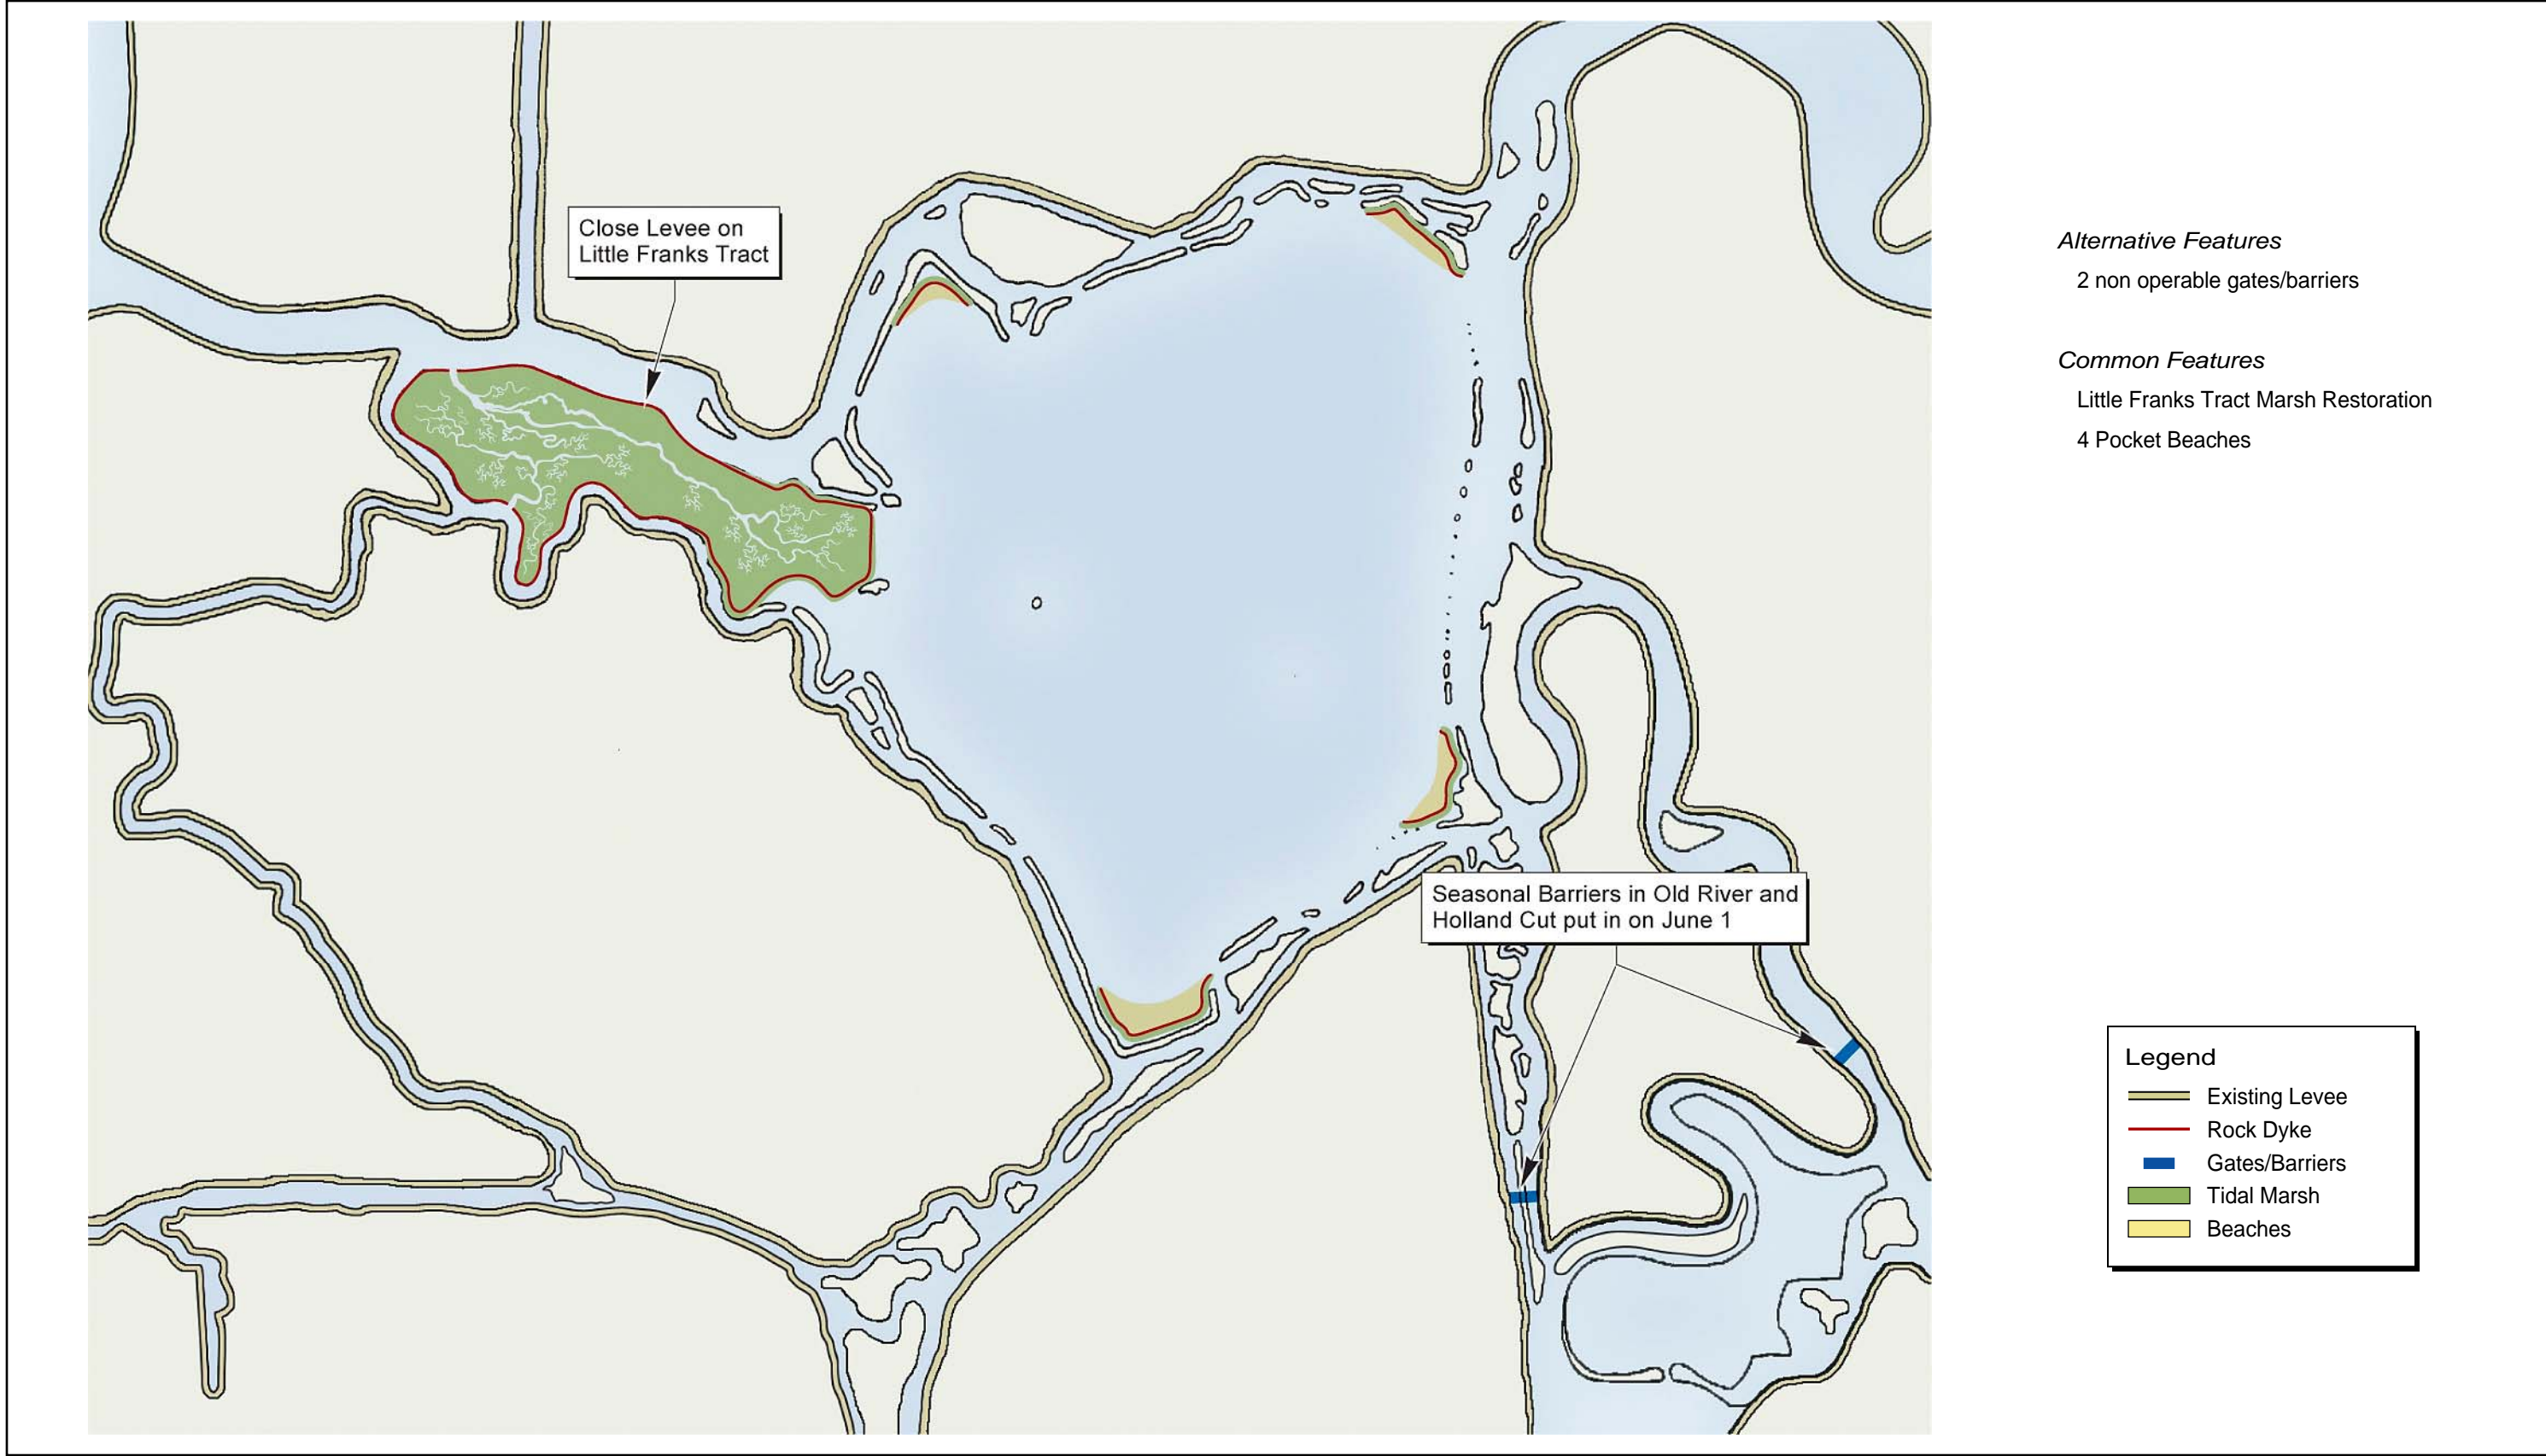 Close Levee on
Little Franks Tract
Seasonal Barriers in Old River and
Holland Cut put in on June 1
Alternative Features
2 non operable gates/barriers
Common Features
Little Franks Tract Marsh Restoration
4 Pocket Beaches
Legend
Existing Levee
Rock Dyke
Gates/Barriers
Tidal Marsh
Beaches